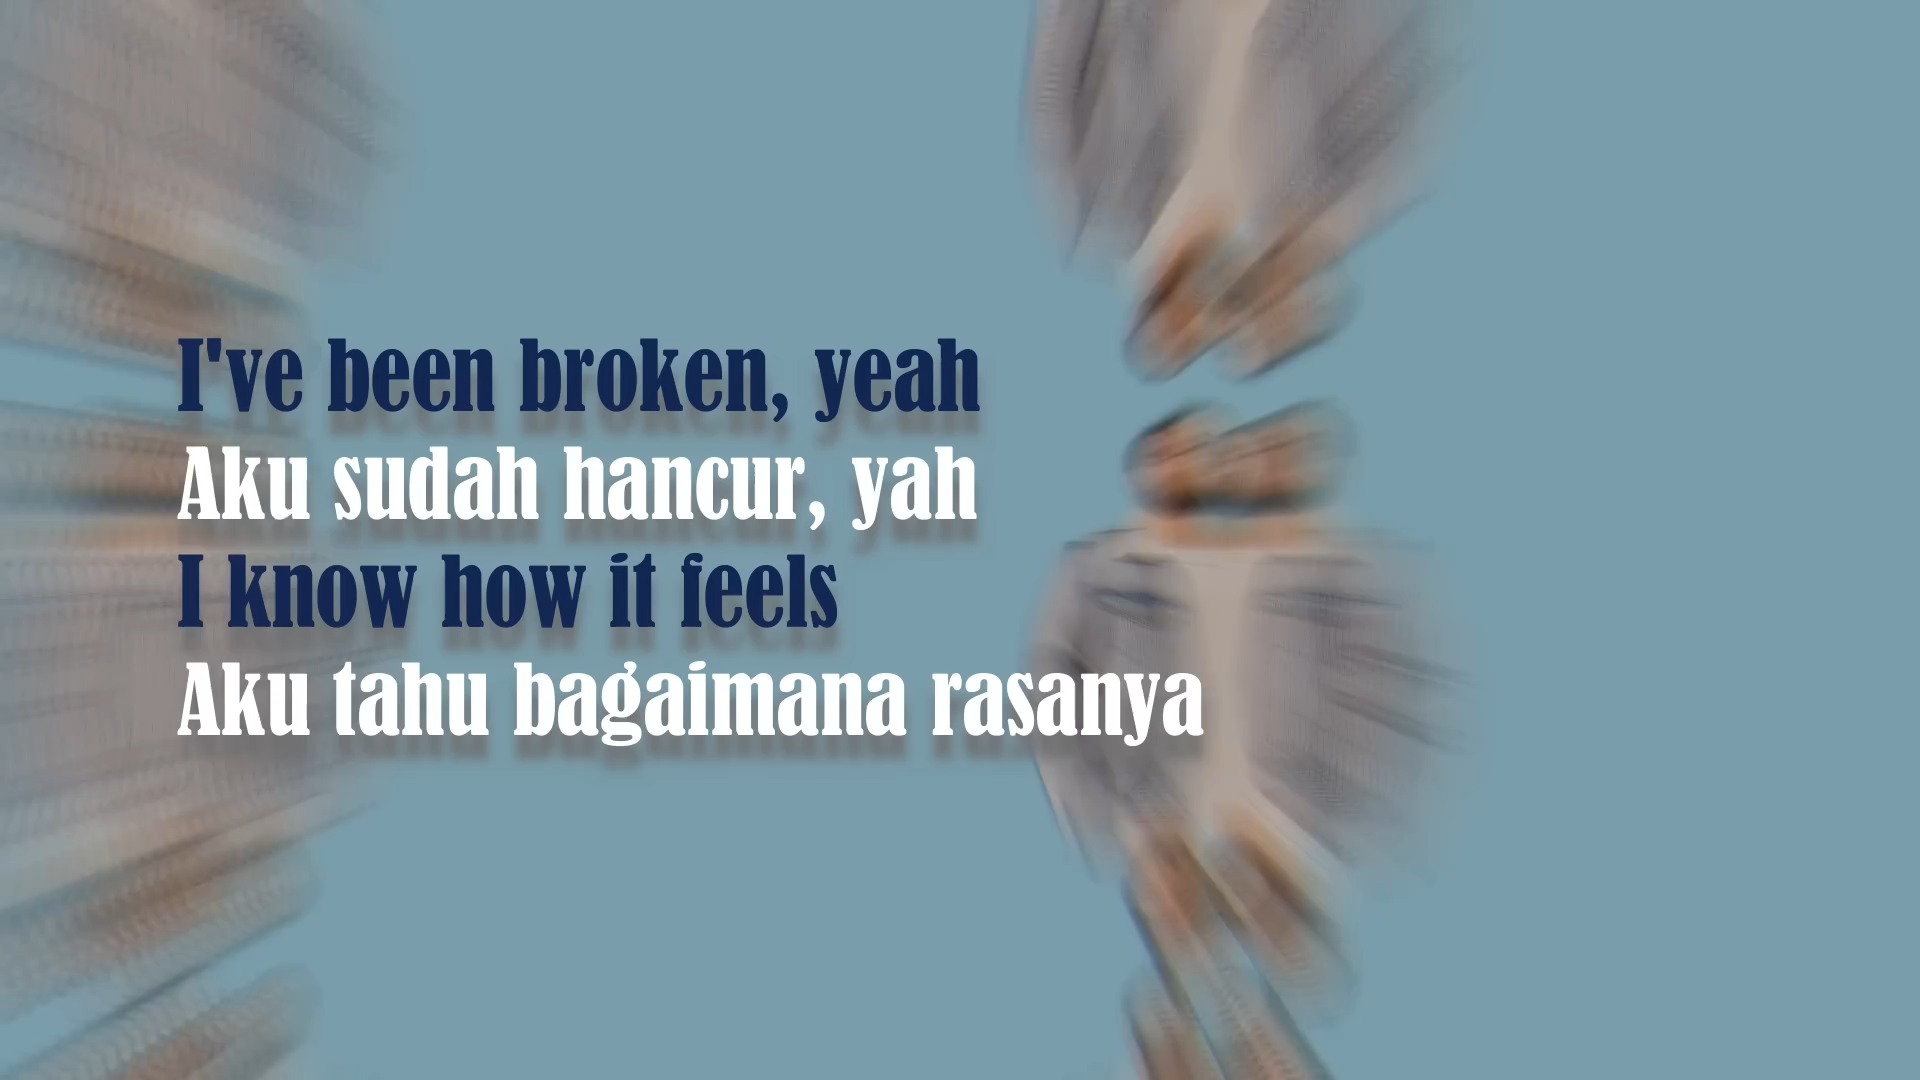 I've been broken, yeah
Aku sudah hancur, yah
I know how it feels
Aku tahu bagaimana rasanya